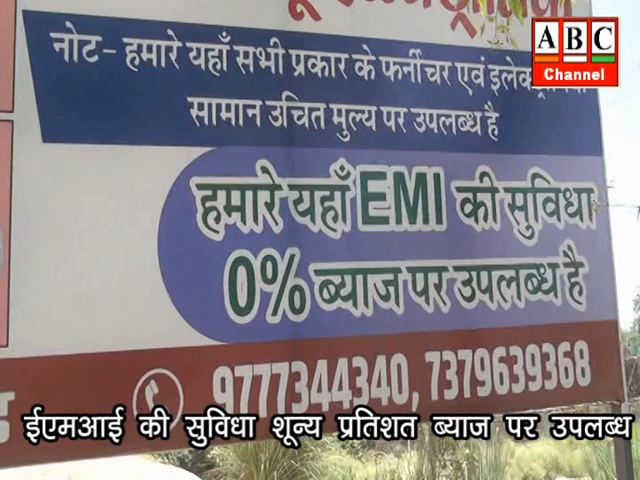 ABC
Channel
नोट- हमारे यहाँ सभी प्रकार के फर्नीचर एवं
सामान उचित मुल्य पर उपलब्ध है
हमारे यहाँ EMI की सुविधा
0% ब्याज पर उपलब्ध है
9777344340, 7379639368
ईएमआई की सुविधा शून्य प्रतिशत ब्याज पर उपलब्ध